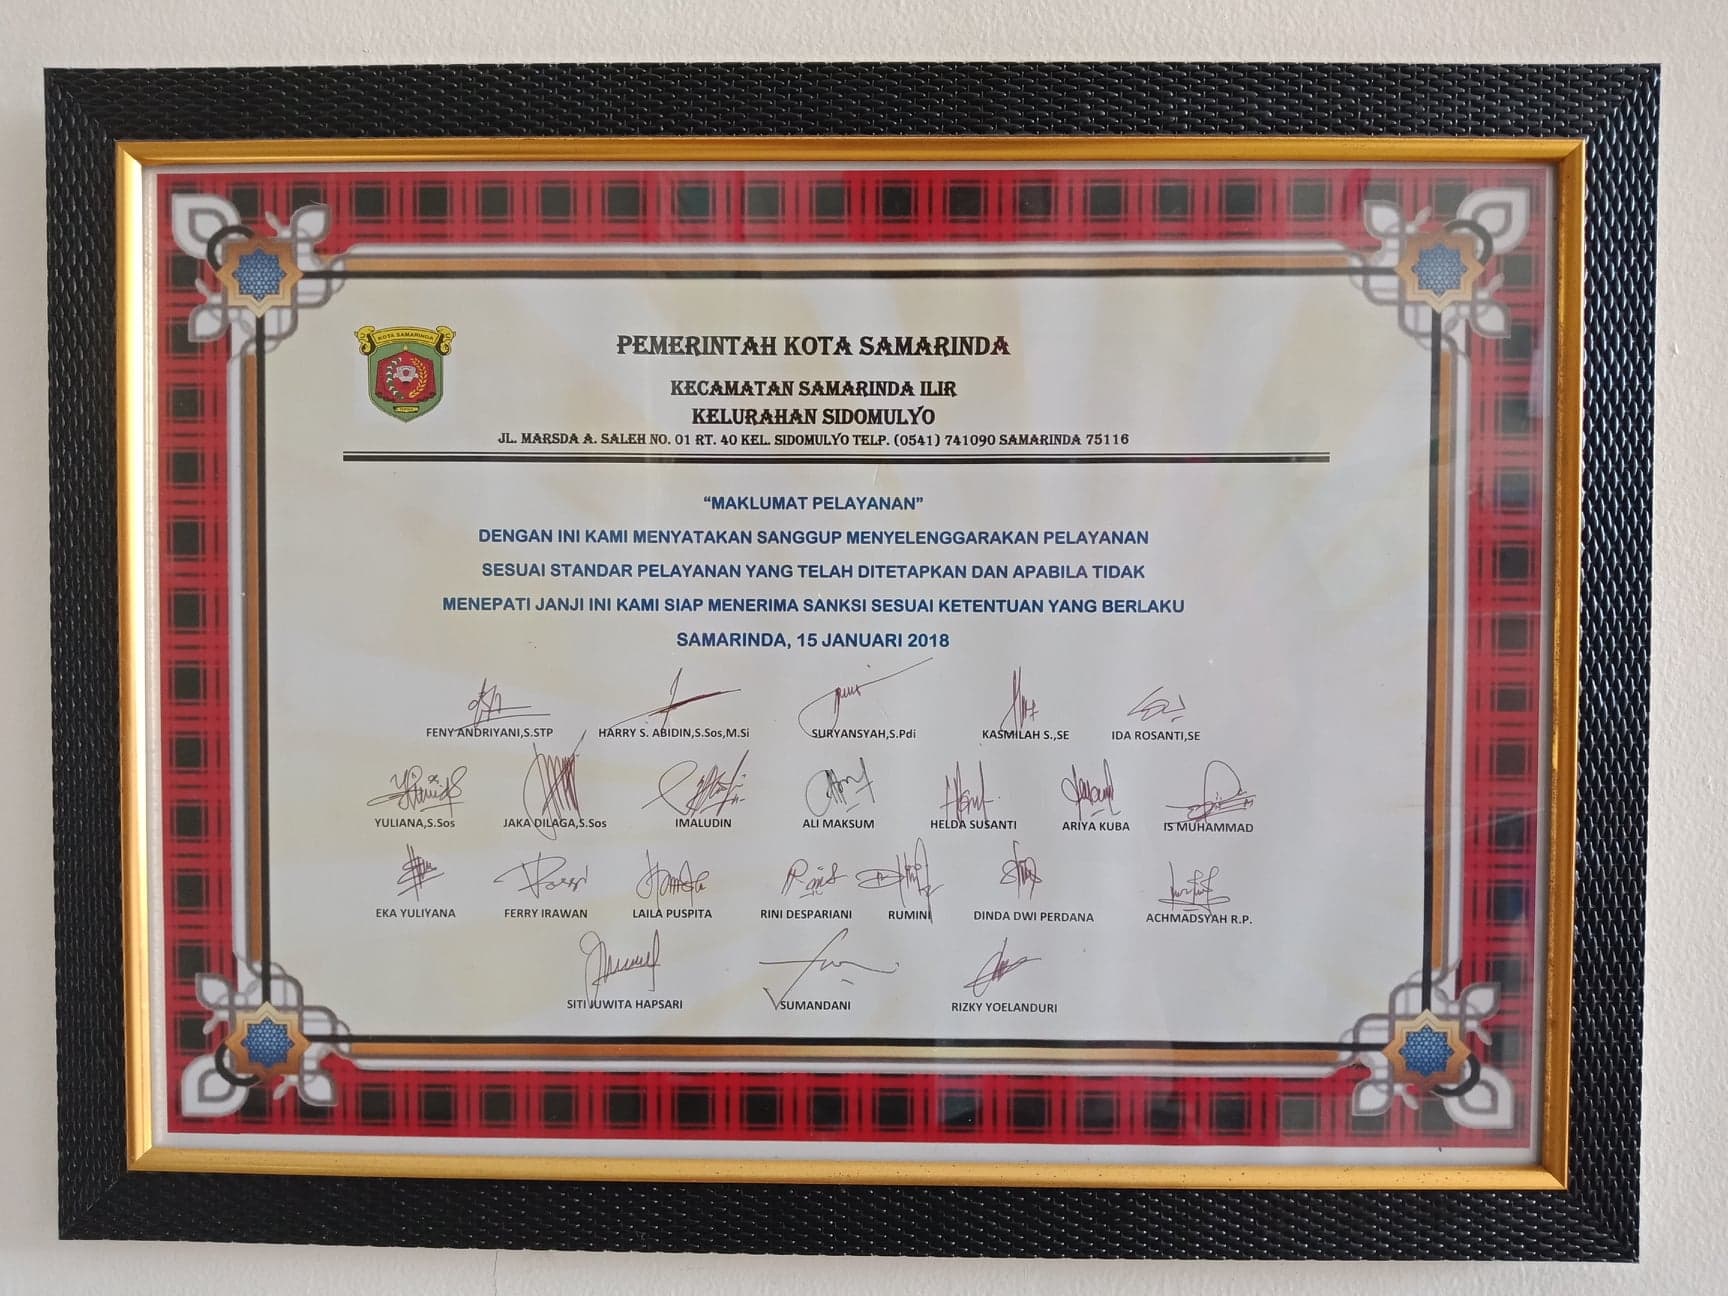 KOTA SAMARINDA
PEMERINTAH KOTA SAMARINDA
KECAMATAN SAMARINDA ILIR
KELURAHAN SIDOMULYO
JL. MARSDA A. SALEH NO. 01 RT. 40 KEL. SIDOMULYO TELP. (0541) 741090 SAMARINDA 75116
“MAKLUMAT PELAYANAN”
DENGAN INI KAMI MENYATAKAN SANGGUP MENYELENGGARAKAN PELAYANAN
SESUAI STANDAR PELAYANAN YANG TELAH DITETAPKAN DAN APABILA TIDAK
MENEPATI JANJI INI KAMI SIAP MENERIMA SANKSI SESUAI KETENTUAN YANG BERLAKU
SAMARINDA, 15 JANUARI 2018
FENY ANDRIYANI,S.STP HARRY S. ABIDIN,S.Sos,M.Si SURYANSYAH,S.Pdi KASMILAH S.,SE IDA ROSANTI,SE
YULIANA,S.Sos JAKA DILAGA,S.Sos IMALUDIN ALI MAKSUM HELDA SUSANTI ARIYA KUBA IS MUHAMMAD
EKA YULIYANA FERRY IRAWAN LAILA PUSPITA RINI DESPARIANI RUMINI DINDA DWI PERDANA ACHMADSYAH R.P.
SITI JUWITA HAPSARI SUMANDANI RIZKY YOELANDURI